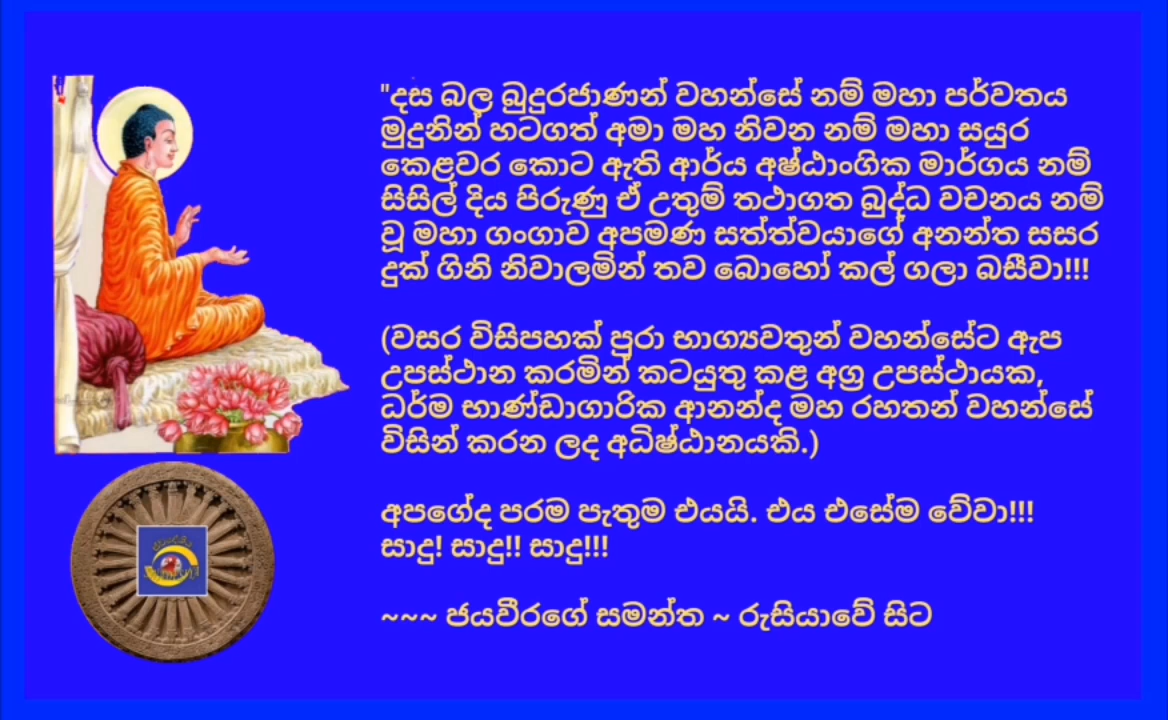 "දස බල බුදුරජාණන් වහන්සේ නම් මහා පර්වතය
මුදුනින් හටගත් අමා මහ නිවන නම් මහා සයුර
කෙළවර කොට ඇති ආර්ය අෂ්ඨාංගික මාර්ගය නම්
සිසිල් දිය පිරුණු ඒ උතුම් තථාගත බුද්ධ වචනය නම්
වූ මහා ගංගාව අපමණ සත්ත්වයාගේ අනන්ත සසර
දුක් ගිනි නිවාලමින් තව බොහෝ කල් ගලා බසීවා!!!
(වසර විසිපහක් පුරා භාග්‍යවතුන් වහන්සේට ඇප
උපස්ථාන කරමින් කටයුතු කළ අග්‍ර උපස්ථායක,
ධර්ම භාණ්ඩාගාරික ආනන්ද මහ රහතන් වහන්සේ
විසින් කරන ලද අධිෂ්ඨානයකි.)
අපගේද පරම පැතුම එයයි. එය එසේම වේවා!!!
සාදු! සාදු!! සාදු!!!
~~~ ජයවීරගේ සමන්ත ~ රුසියාවේ සිට